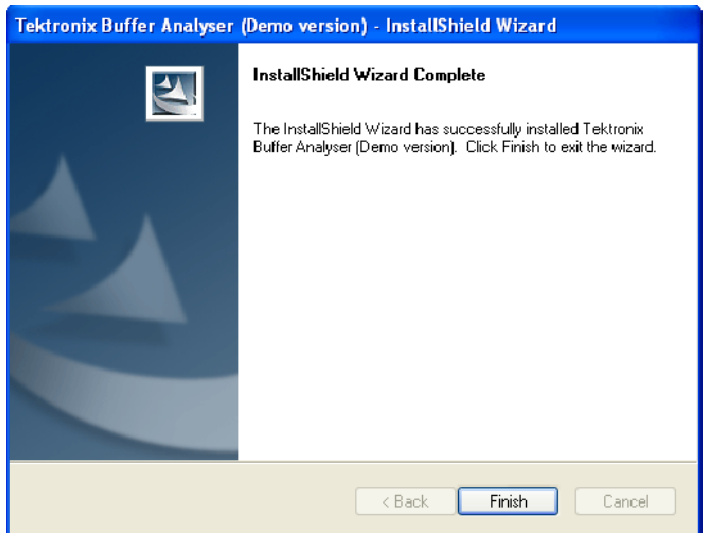 Tektronix Buffer Analyser (Demo version) - InstallShield Wizard
InstallShield Wizard Complete
The InstallShield Wizard has successfully installed Tektronix
Buffer Analyser (Demo version). Click Finish to exit the wizard.
< Back Finish Cancel